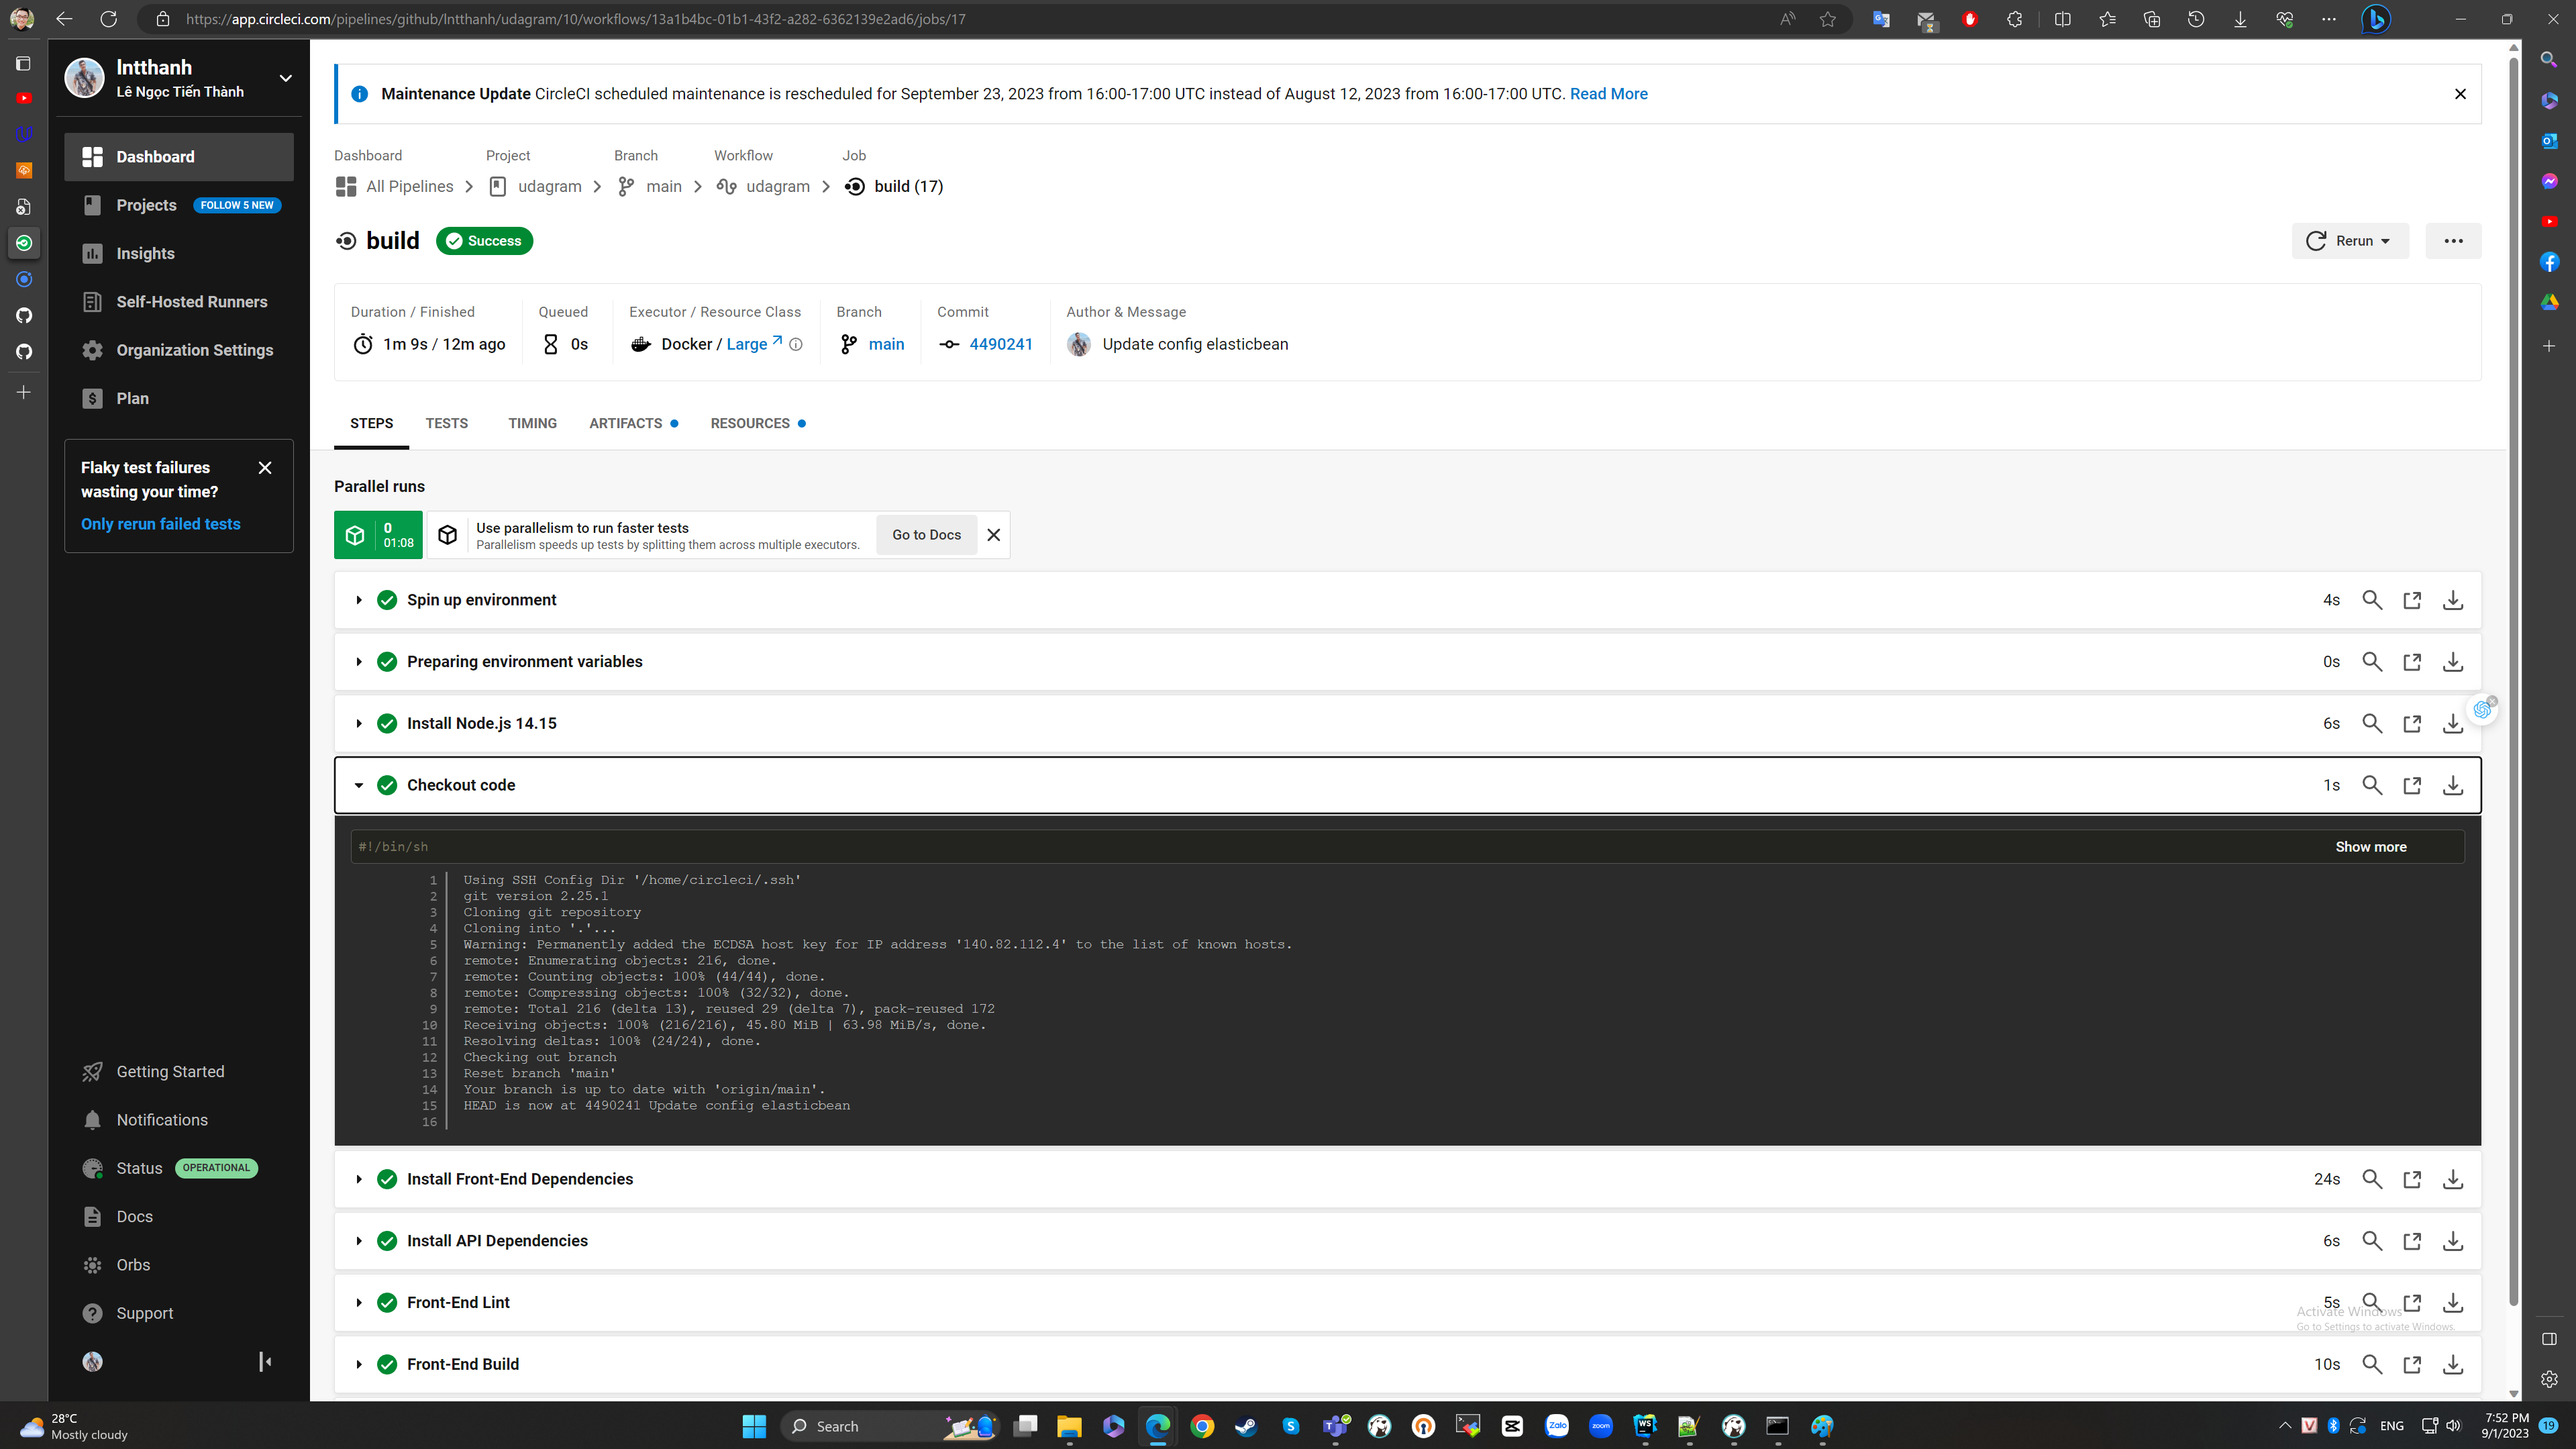 https://app.circleci.com/pipelines/github/lntthanh/udagram/10/workflows/13a1b4bc-01b1-43f2-a282-6362139e2ad6/jobs/17
lntthanh
Lê Ngọc Tiến Thành
Dashboard
Projects FOLLOW 5 NEW
Insights
Self-Hosted Runners
Organization Settings
Plan
Flaky test failures
wasting your time?
Only rerun failed tests
Getting Started
Notifications
Status OPERATIONAL
Docs
Orbs
Support
Maintenance Update CircleCI scheduled maintenance is rescheduled for September 23, 2023 from 16:00-17:00 UTC instead of August 12, 2023 from 16:00-17:00 UTC. Read More
Dashboard Project Branch Workflow Job
All Pipelines udagram main udagram build (17)
build Success
Rerun
Duration / Finished Queued Executor / Resource Class Branch Commit Author & Message
1m 9s / 12m ago 0s Docker / Large main 4490241 Update config elasticbean
STEPS TESTS TIMING ARTIFACTS RESOURCES
Parallel runs
0
01:08
Use parallelism to run faster tests
Parallelism speeds up tests by splitting them across multiple executors.
Go to Docs
Spin up environment 4s
Preparing environment variables 0s
Install Node.js 14.15 6s
Checkout code 1s
#!/bin/sh Show more
1 Using SSH Config Dir '/home/circleci/.ssh'
2 git version 2.25.1
3 Cloning git repository
4 Cloning into '.'...
5 Warning: Permanently added the ECDSA host key for IP address '140.82.112.4' to the list of known hosts.
6 remote: Enumerating objects: 216, done.
7 remote: Counting objects: 100% (44/44), done.
8 remote: Compressing objects: 100% (32/32), done.
9 remote: Total 216 (delta 13), reused 29 (delta 7), pack-reused 172
10 Receiving objects: 100% (216/216), 45.80 MiB | 63.98 MiB/s, done.
11 Resolving deltas: 100% (24/24), done.
12 Checking out branch
13 Reset branch 'main'
14 Your branch is up to date with 'origin/main'.
15 HEAD is now at 4490241 Update config elasticbean
16
Install Front-End Dependencies 24s
Install API Dependencies 6s
Front-End Lint 5s
Activate Windows
Go to Settings to activate Windows.
Front-End Build 10s
28°C
Mostly cloudy
Search
Zalo
zoom
WS
ENG
7:52 PM
9/1/2023
19